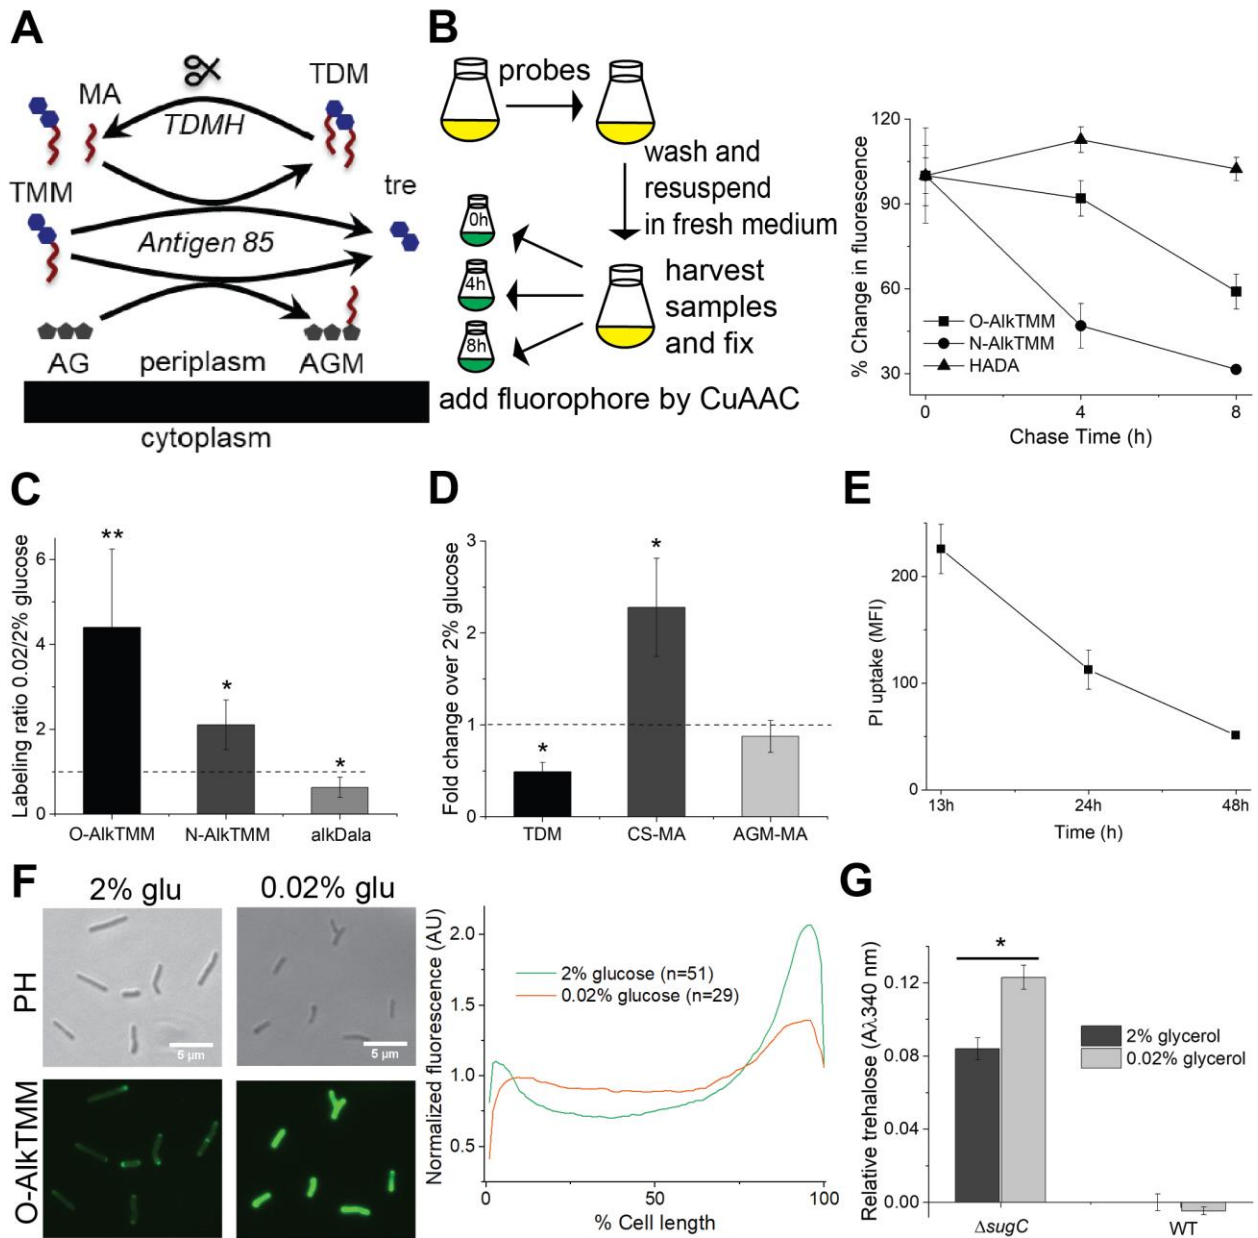 A
MA
TDM
TDMH
TMM
tre
Antigen 85
AG
periplasm
AGM
cytoplasm
B
probes
wash and
resuspend
in fresh medium
0h
4h
8h
harvest
samples
and fix
add fluorophore by CuAAC
% Change in fluorescence
120
90
60
30
O-AlkTMM
N-AlkTMM
HADA
0
4
8
Chase Time (h)
C
Labeling ratio 0.02/2% glucose
6
4
2
0
**
*
*
O-AlkTMM
N-AlkTMM
alkDala
D
Fold change over 2% glucose
3
2
1
0
*
*
TDM
CS-MA
AGM-MA
E
PI uptake (MFI)
200
100
0
13h
24h
48h
Time (h)
F
2% glu
0.02% glu
PH
5 µm
5 µm
O-AlkTMM
Normalized fluorescence (AU)
2.0
1.5
1.0
0.5
2% glucose (n=51)
0.02% glucose (n=29)
0
50
100
% Cell length
G
Relative trehalose (Aλ340 nm)
0.12
0.08
0.04
0.00
*
2% glycerol
0.02% glycerol
ΔsugC
WT